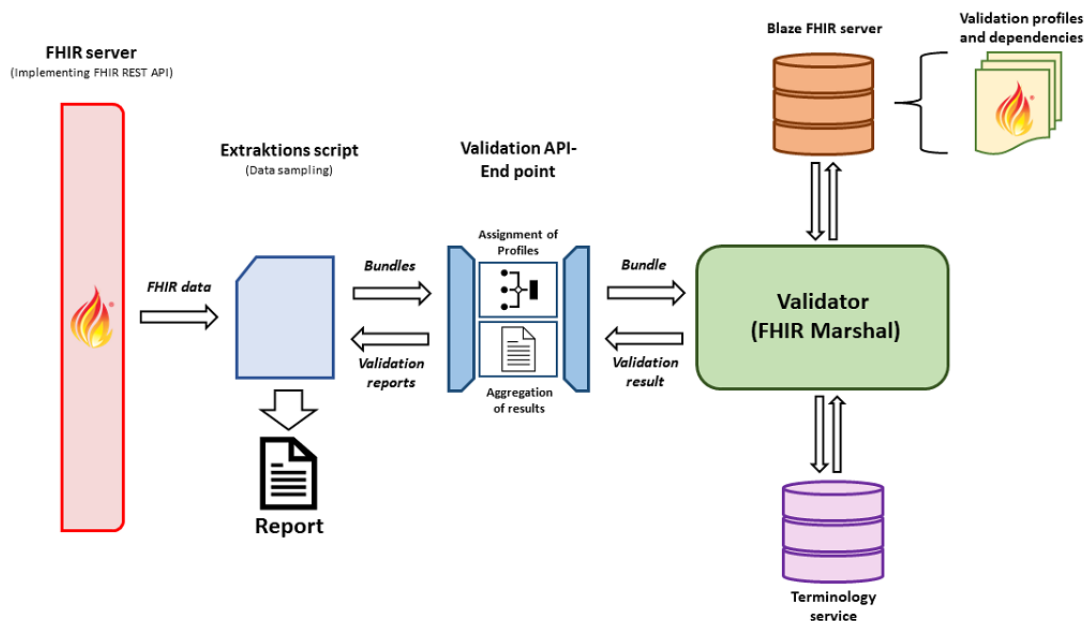 FHIR server
(Implementing FHIR REST API)
Extraktions script
(Data sampling)
Validation API-
End point
Blaze FHIR server
Validation profiles
and dependencies
FHIR data
Bundles
Validation
reports
Assignment of
Profiles
Aggregation
of results
Bundle
Validation
result
Validator
(FHIR Marshal)
Report
Terminology
service